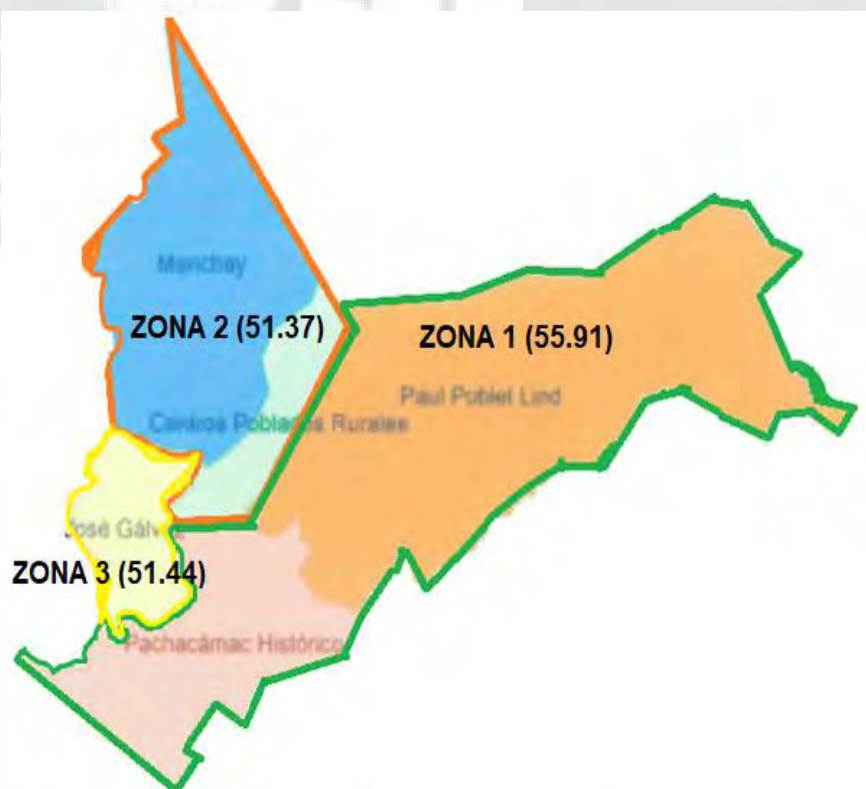 Manchay
ZONA 2 (51.37)
ZONA 1 (55.91)
Paul Poblet Lind
Centros Poblados Rurales
José Gálvez
ZONA 3 (51.44)
Pachacámac Histórico